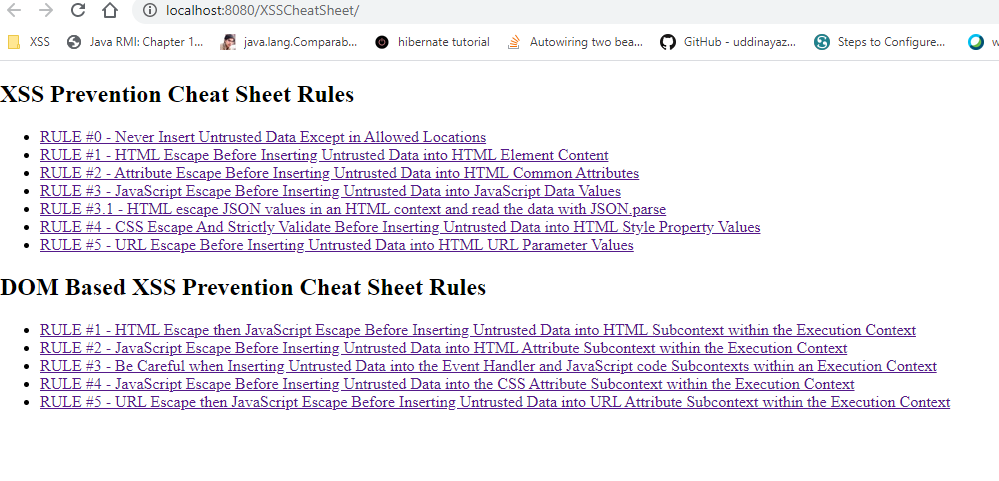 localhost:8080/XSSCheatSheet/
XSS Java RMI: Chapter 1... java.lang.Comparab... hibernate tutorial Autowiring two bea... GitHub - uddinayaz... Steps to Configure... w
XSS Prevention Cheat Sheet Rules
RULE #0 - Never Insert Untrusted Data Except in Allowed Locations
RULE #1 - HTML Escape Before Inserting Untrusted Data into HTML Element Content
RULE #2 - Attribute Escape Before Inserting Untrusted Data into HTML Common Attributes
RULE #3 - JavaScript Escape Before Inserting Untrusted Data into JavaScript Data Values
RULE #3.1 - HTML escape JSON values in an HTML context and read the data with JSON.parse
RULE #4 - CSS Escape And Strictly Validate Before Inserting Untrusted Data into HTML Style Property Values
RULE #5 - URL Escape Before Inserting Untrusted Data into HTML URL Parameter Values
DOM Based XSS Prevention Cheat Sheet Rules
RULE #1 - HTML Escape then JavaScript Escape Before Inserting Untrusted Data into HTML Subcontext within the Execution Context
RULE #2 - JavaScript Escape Before Inserting Untrusted Data into HTML Attribute Subcontext within the Execution Context
RULE #3 - Be Careful when Inserting Untrusted Data into the Event Handler and JavaScript code Subcontexts within an Execution Context
RULE #4 - JavaScript Escape Before Inserting Untrusted Data into the CSS Attribute Subcontext within the Execution Context
RULE #5 - URL Escape then JavaScript Escape Before Inserting Untrusted Data into URL Attribute Subcontext within the Execution Context